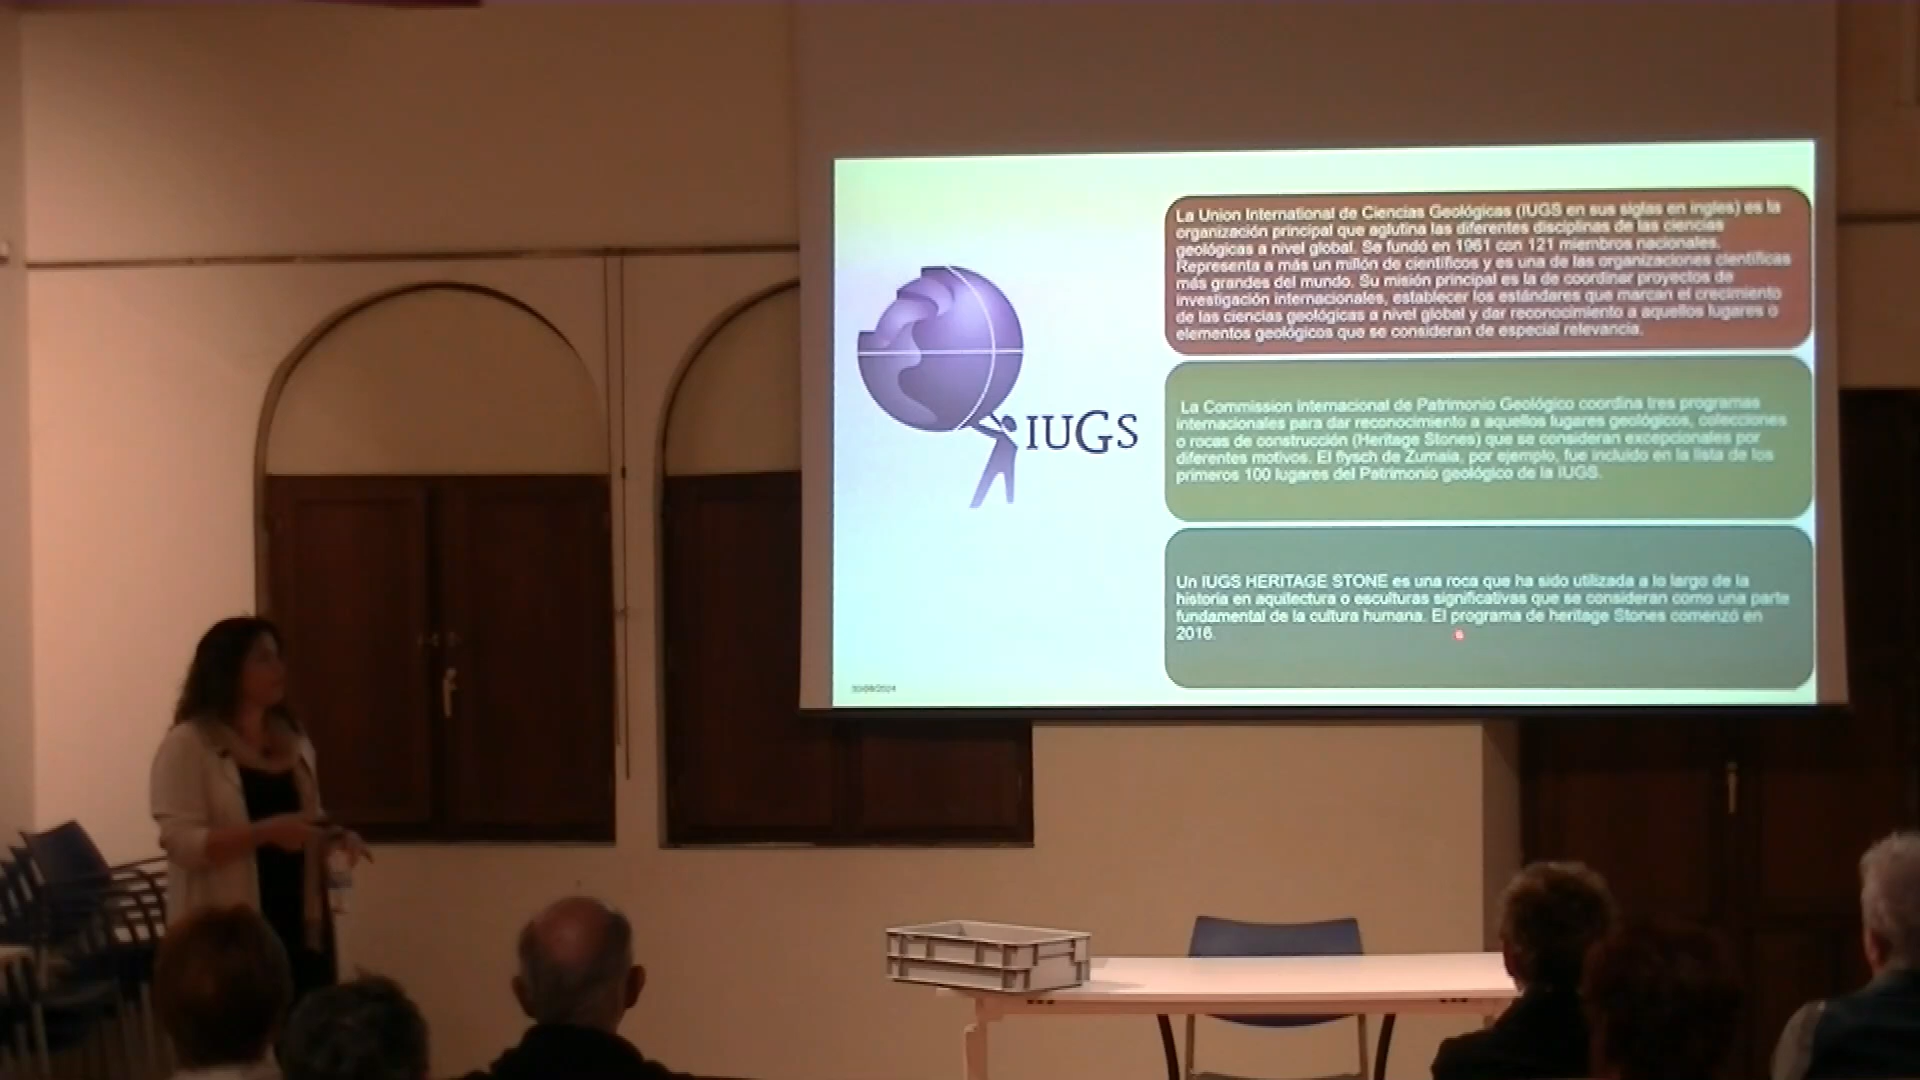 La Union International de Ciencias Geológicas (IUGS en sus siglas en ingles) es la
organización principal que aglutina las diferentes disciplinas de las ciencias
geológicas a nivel global. Se fundó en 1961 con 121 miembros nacionales.
Representa a más un millón de científicos y es una de las organizaciones científicas
más grandes del mundo. Su misión principal es la de coordinar proyectos de
investigación internacionales, establecer los estándares que marcan el crecimiento
de las ciencias geológicas a nivel global y dar reconocimiento a aquellos lugares o
elementos geológicos que se consideran de especial relevancia.
IUGS
La Commission internacional de Patrimonio Geológico coordina tres programas
internacionales para dar reconocimiento a aquellos lugares geológicos, colecciones
o rocas de construcción (Heritage Stones) que se consideran excepcionales por
diferentes motivos. El flysch de Zumaia, por ejemplo, fue incluido en la lista de los
primeros 100 lugares del Patrimonio geológico de la IUGS.
Un IUGS HERITAGE STONE es una roca que ha sido utilizada a lo largo de la
historia en aquitectura o esculturas significativas que se consideran como una parte
fundamental de la cultura humana. El programa de heritage Stones comenzó en
2016.